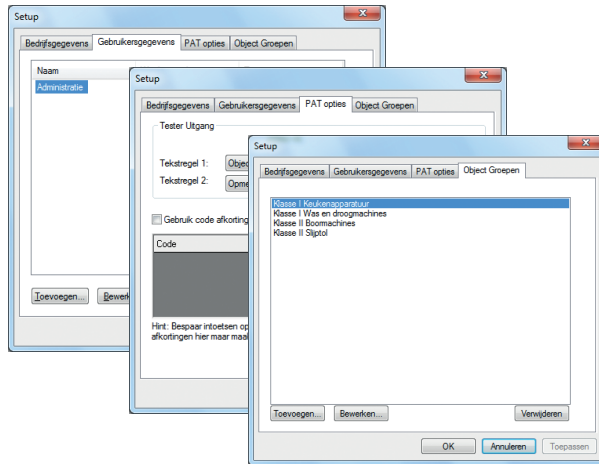 Setup
Bedrijfsgegevens Gebruikersgegevens PAT opties Object Groepen
Naam
Administratie
Toevoegen...
Setup
Bedrijfsgegevens Gebruikersgegevens PAT opties Object Groepen
Tester Uitgang
Tekstregel 1:
Tekstregel 2:
Gebruik code afkorting
Code
Hint: Bespaar intoetsen op
afkortingen hier maar maal
Setup
Bedrijfsgegevens Gebruikersgegevens PAT opties Object Groepen
Klasse I Keukenapparatuur
Klasse I Was en droogmachines
Klasse II Boormachines
Klasse II Slijptol
Toevoegen... Bewerken... Verwijderen
OK Annuleren Toepassen